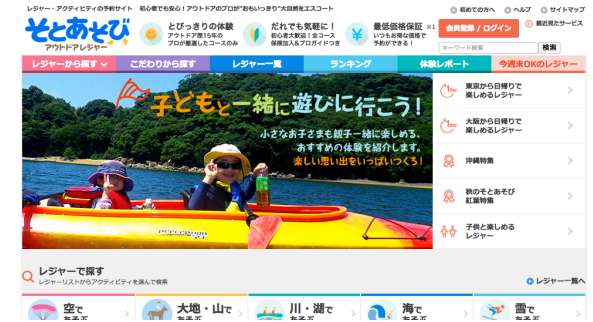 レジャー・アクティビティの予約サイト　初心者でも安心！アウトドアのプロが"おもいっきり"大自然をエスコート
初めての方へ　ヘルプ　サイトマップ
そとあそび
アウトドアレジャー
とびっきりの体験
アウトドア歴15年の
プロが厳選したコースのみ
だれでも気軽に！
初心者大歓迎！全コース
保険加入&プロガイドつき
最低価格保証 ※1
いつもお得な価格で
予約ができる！
会員登録 / ログイン
最近見たサービス
キーワード検索　検索
レジャーから探す
こだわりから探す
レジャー一覧
ランキング
体験レポート
今週末OKのレジャー
子どもと一緒に遊びに行こう！
小さなお子さまも親子一緒に楽しめる、
おすすめの体験を紹介します。
楽しい思い出をいっぱいつくろ！
perception
東京から日帰りで
楽しめるレジャー
大阪から日帰りで
楽しめるレジャー
沖縄特集
秋のそとあそび
紅葉特集
子供と楽しめる
レジャー
レジャーで探す
レジャーリストからアクティビティを選んで検索
レジャー一覧へ
空で
あそぶ
大地・山で
あそぶ
川・湖で
あそぶ
海で
あそぶ
雪で
あそぶ